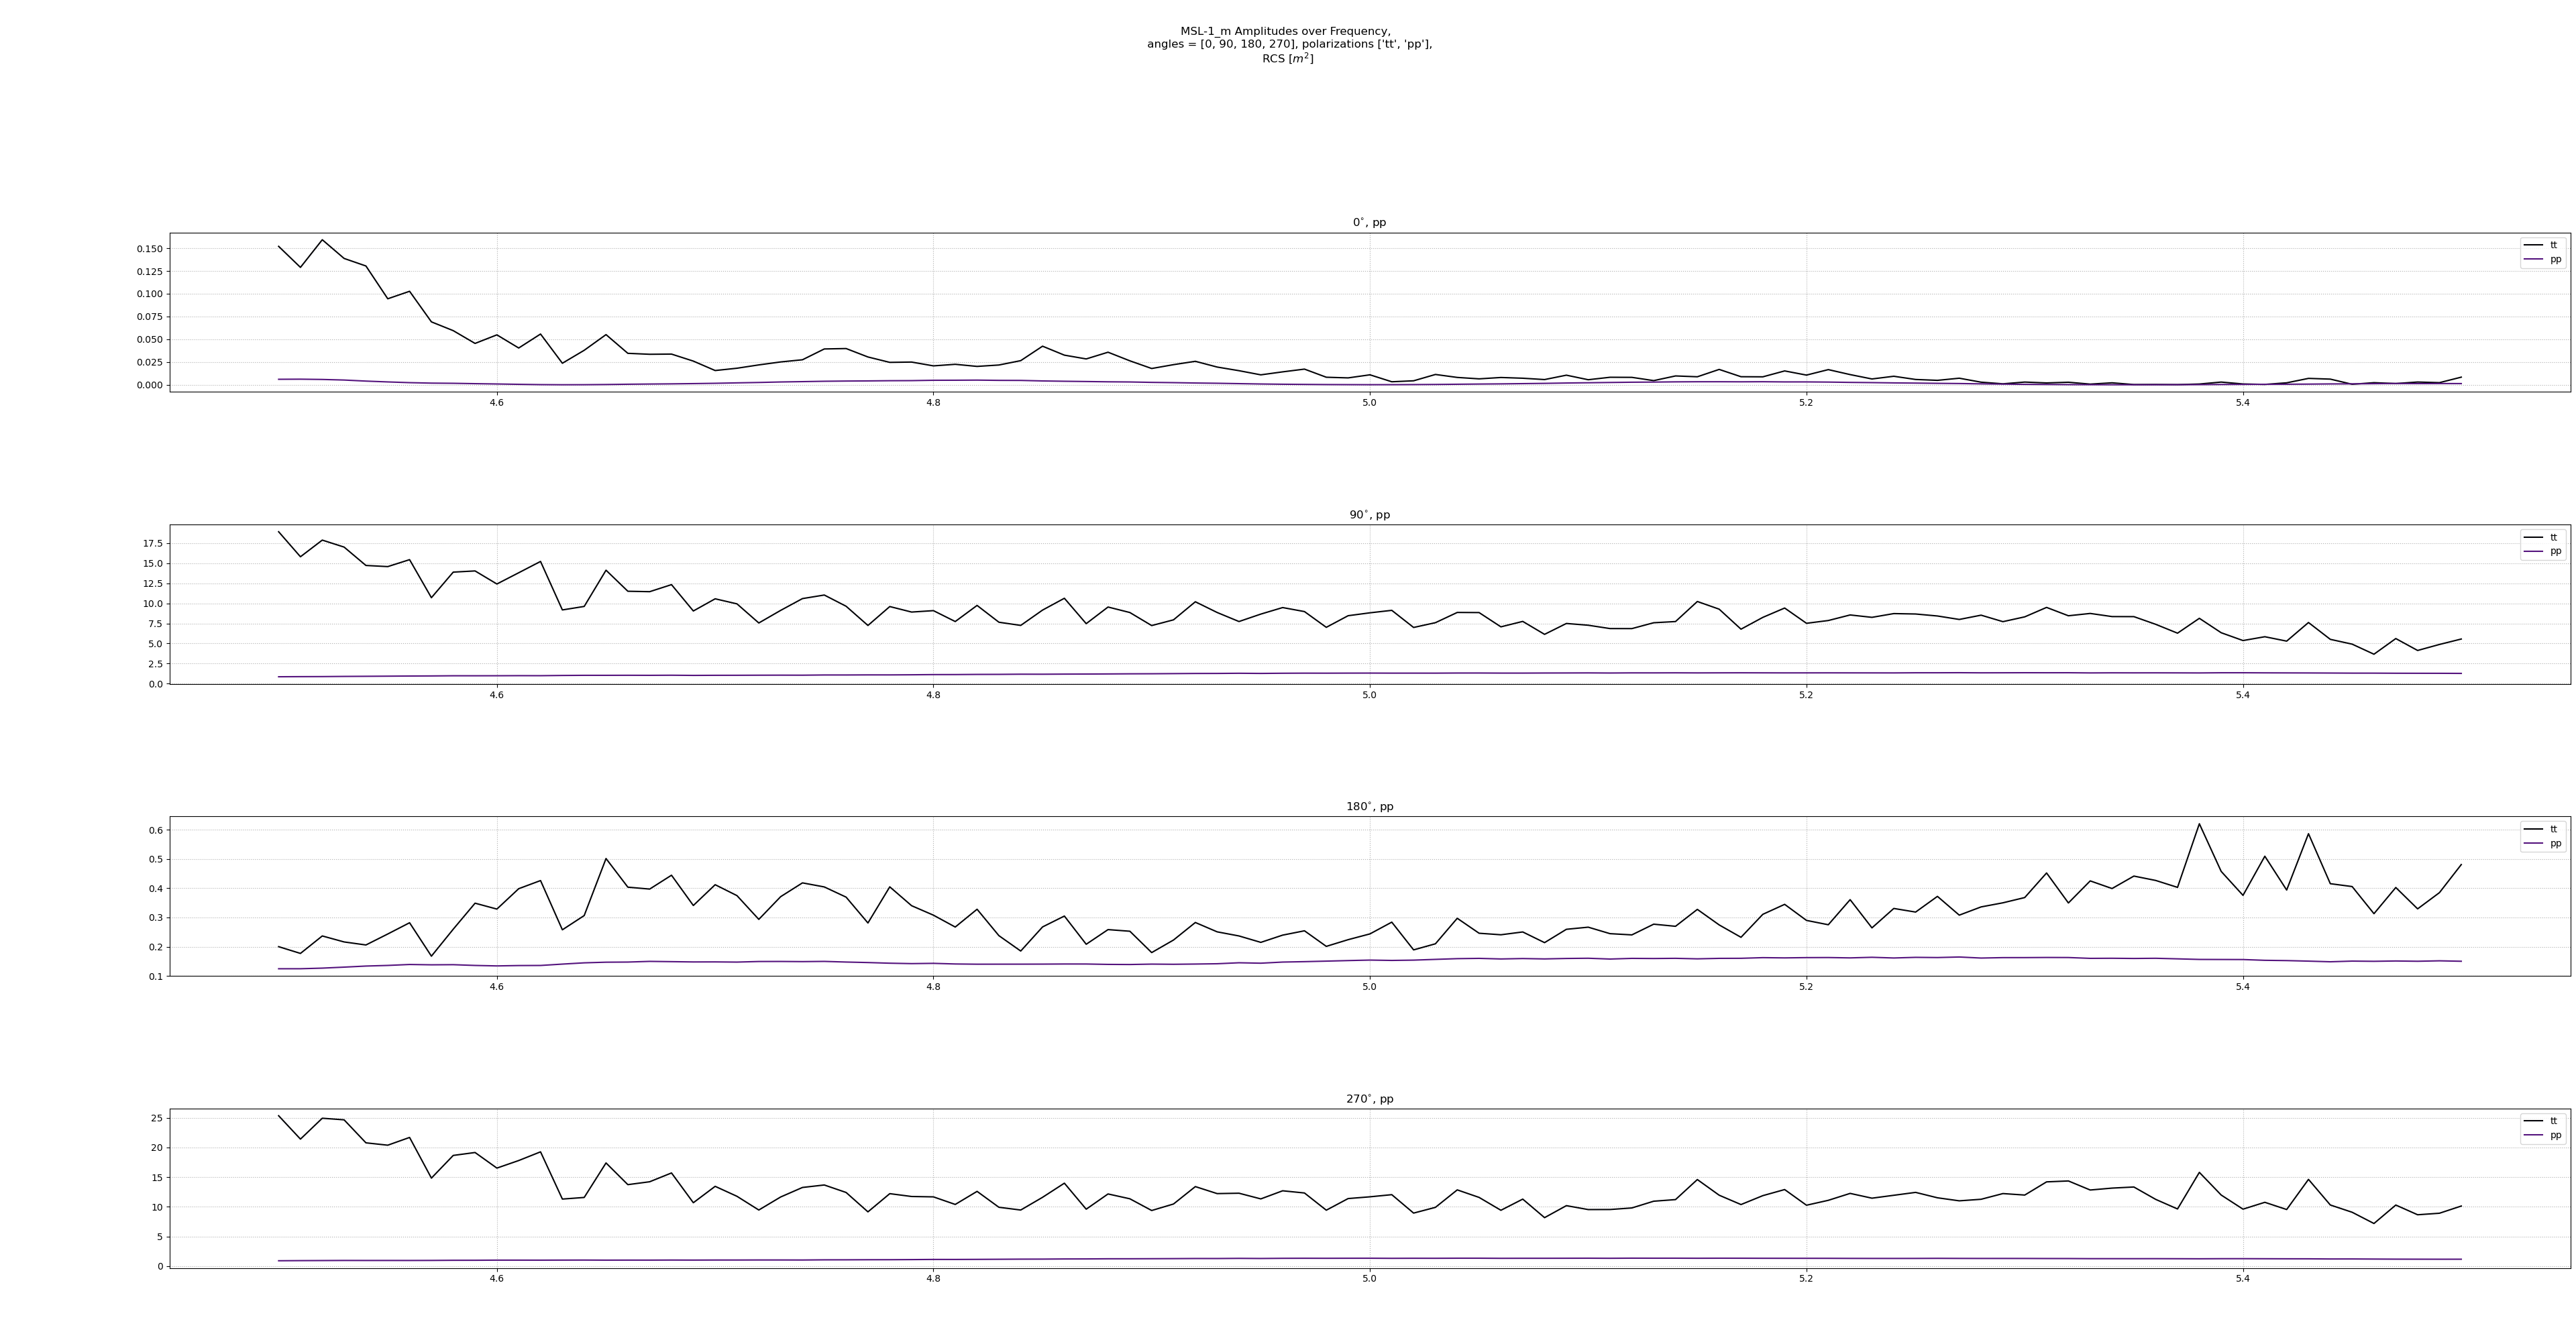 MSL-1_m Amplitudes over Frequency,
angles = [0, 90, 180, 270], polarizations ['tt', 'pp'],
RCS [m²]
0°, pp
0.150
0.125
0.100
0.075
0.050
0.025
0.000
tt
pp
4.6 4.8 5.0 5.2 5.4
90°, pp
17.5
15.0
12.5
10.0
7.5
5.0
2.5
0.0
tt
pp
4.6 4.8 5.0 5.2 5.4
180°, pp
0.6
0.5
0.4
0.3
0.2
0.1
tt
pp
4.6 4.8 5.0 5.2 5.4
270°, pp
25
20
15
10
5
0
tt
pp
4.6 4.8 5.0 5.2 5.4